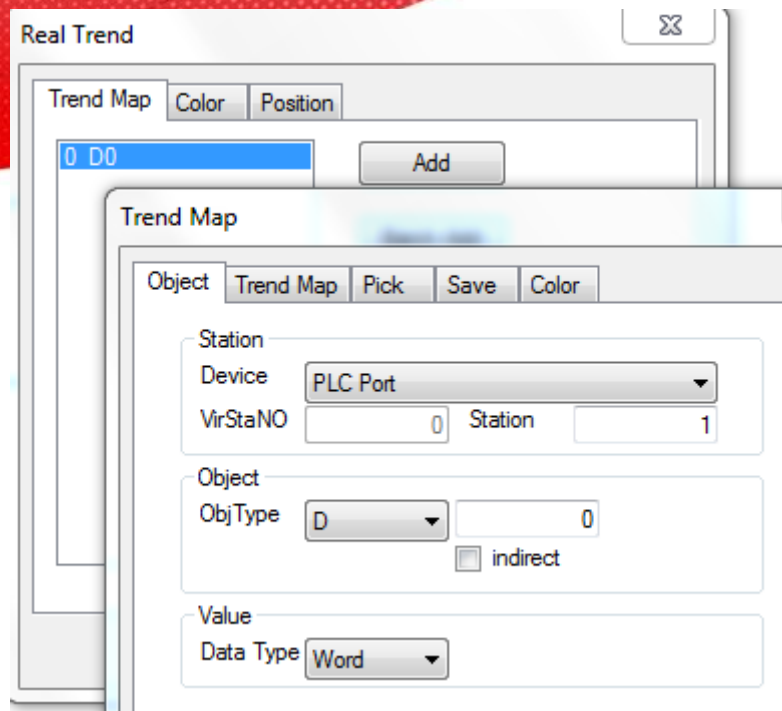 Real Trend
Trend Map Color Position
0 D0
Add
Trend Map
Object Trend Map Pick Save Color
Station
Device PLC Port
VirStaNO 0 Station 1
Object
ObjType D 0
indirect
Value
Data Type Word